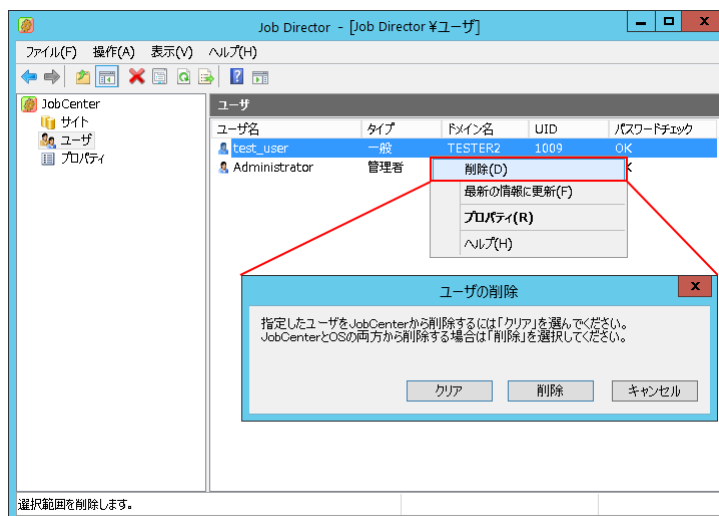 Job Director - [Job Director¥ユーザ]
ファイル(F) 操作(A) 表示(V) ヘルプ(H)
JobCenter
サイト
ユーザ
プロパティ
ユーザ
ユーザ名 タイプ ドメイン名 UID パスワードチェック
test_user 一般 TESTER2 1009 OK
Administrator 管理者
削除(D)
最新の情報に更新(F)
プロパティ(R)
ヘルプ(H)
ユーザの削除
指定したユーザをJobCenterから削除するには「クリア」を選んでください。
JobCenterとOSの両方から削除する場合は「削除」を選択してください。
クリア 削除 キャンセル
選択範囲を削除します。